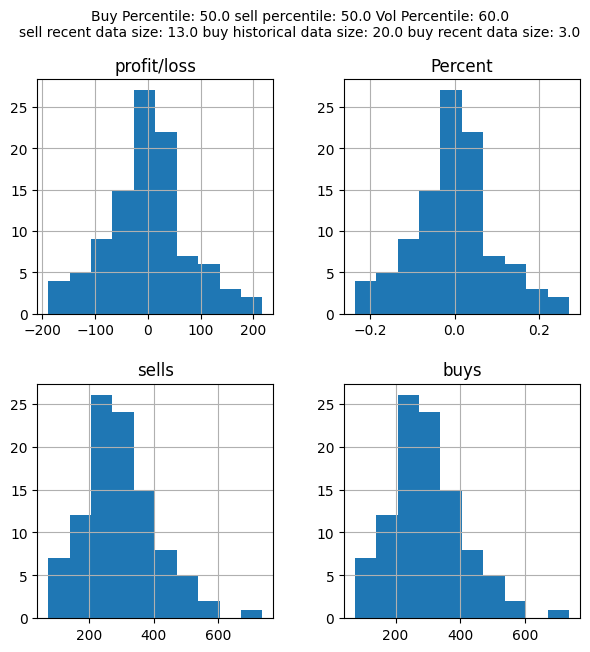 Buy Percentile: 50.0 sell percentile: 50.0 Vol Percentile: 60.0
sell recent data size: 13.0 buy historical data size: 20.0 buy recent data size: 3.0
profit/loss
25
20
15
10
5
0
−200 −100 0 100 200
Percent
25
20
15
10
5
0
−0.2 0.0 0.2
sells
25
20
15
10
5
0
200 400 600
buys
25
20
15
10
5
0
200 400 600